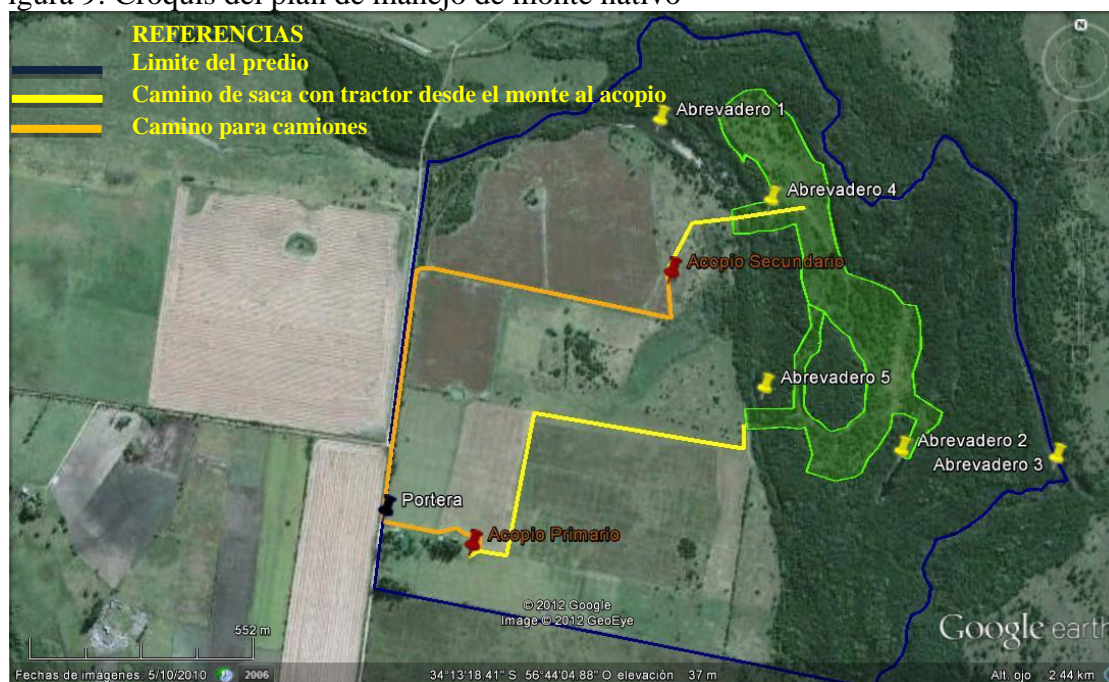 igura 9. Croquis del plan de manejo de monte nativo
REFERENCIAS
Limite del predio
Camino de saca con tractor desde el monte al acopio
Camino para camiones
N
Abrevadero 1
Abrevadero 4
Acopio Secundario
Abrevadero 5
Abrevadero 2
Abrevadero 3
Portera
Acopio Primario
© 2012 Google
Image © 2012 GeoEye
Google earth
552 m
Fechas de imágenes: 5/10/2010 2006 34°13'18.41" S 56°44'04.88" O elevación 37 m Alt. ojo 2.44 km